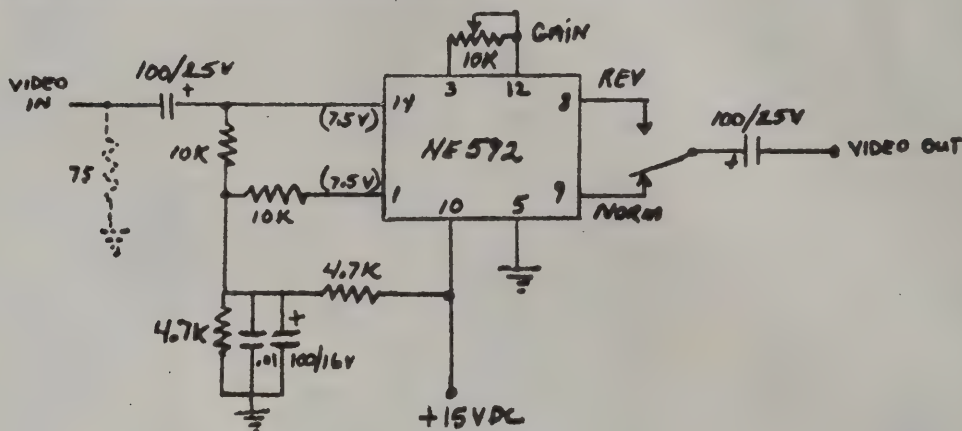 GAIN
10K
VIDEO IN
100/25V
+
3
12
REV
14
(7.5V)
8
100/25V
+
NE592
VIDEO OUT
10K
75
(7.5V)
1
10K
10
5
9
NORM
4.7K
4.7K
.01
+
100/16V
+15VDC